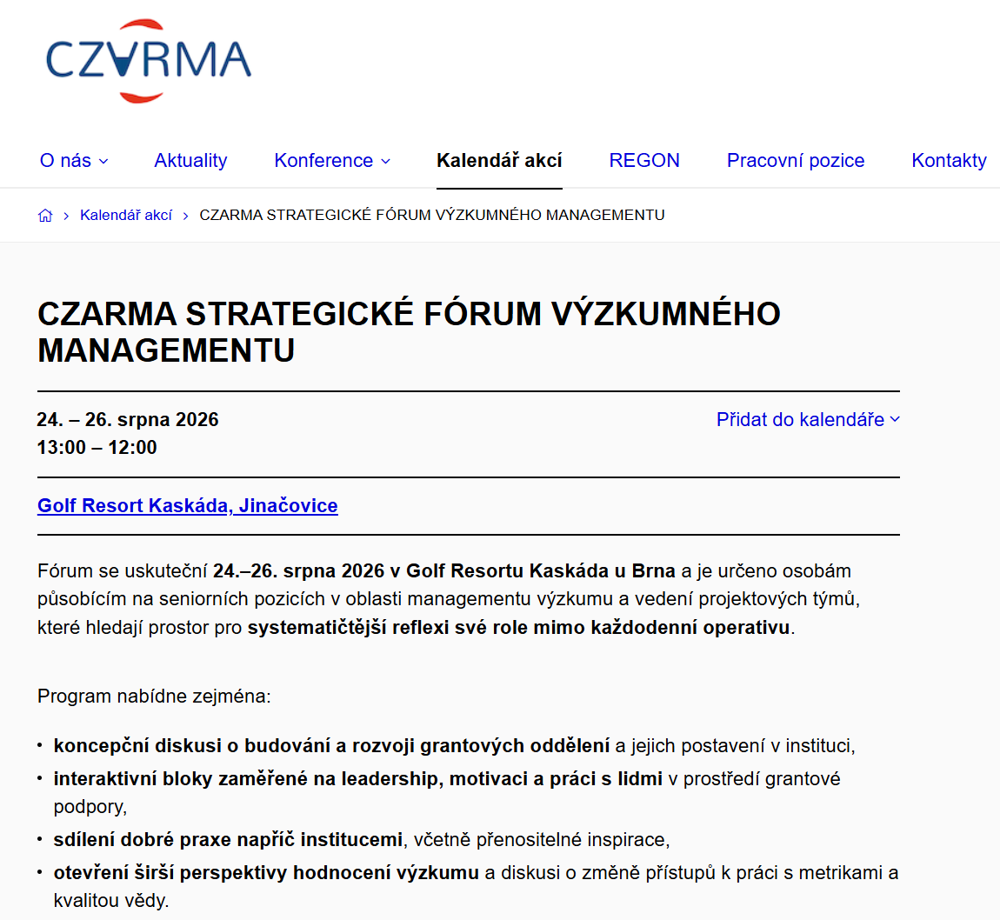 CZARMA
O nás
Aktuality
Konference
Kalendář akcí
REGON
Pracovní pozice
Kontakty
Kalendář akcí
CZARMA STRATEGICKÉ FÓRUM VÝZKUMNÉHO MANAGEMENTU
CZARMA STRATEGICKÉ FÓRUM VÝZKUMNÉHO
MANAGEMENTU
24. – 26. srpna 2026
Přidat do kalendáře
13:00 – 12:00
Golf Resort Kaskáda, Jinačovice
Fórum se uskuteční 24.–26. srpna 2026 v Golf Resortu Kaskáda u Brna a je určeno osobám
působícím na seniorních pozicích v oblasti managementu výzkumu a vedení projektových týmů,
které hledají prostor pro systematičtější reflexi své role mimo každodenní operativu.
Program nabídne zejména:
• koncepční diskusi o budování a rozvoji grantových oddělení a jejich postavení v instituci,
• interaktivní bloky zaměřené na leadership, motivaci a práci s lidmi v prostředí grantové
podpory,
• sdílení dobré praxe napříč institucemi, včetně přenositelné inspirace,
• otevření širší perspektivy hodnocení výzkumu a diskusi o změně přístupů k práci s metrikami a
kvalitou vědy.